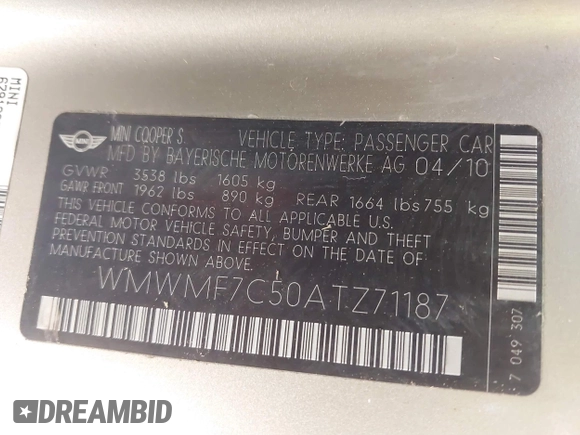 MINI
MINI COOPER S. VEHICLE TYPE: PASSENGER CAR
MFD BY BAYERISCHE MOTORENWERKE AG 04/10
GVWR 3538 lbs 1605 kg
GAWR FRONT 1962 lbs 890 kg REAR 1664 lbs 755 kg
THIS VEHICLE CONFORMS TO ALL APPLICABLE U.S.
FEDERAL MOTOR VEHICLE SAFETY, BUMPER AND THEFT
PREVENTION STANDARDS IN EFFECT ON THE DATE OF
MANUFACTURE SHOWN ABOVE.
WMWMF7C50ATZ71187
7 049 307
MINI
DREAMBID